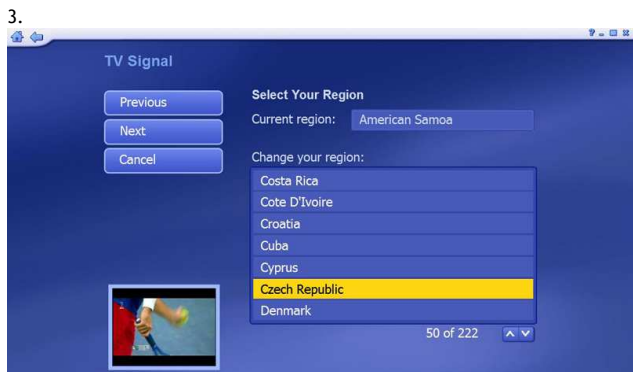 3.
TV Signal
Previous
Next
Cancel
Select Your Region
Current region: American Samoa
Change your region:
Costa Rica
Cote D'Ivoire
Croatia
Cuba
Cyprus
Czech Republic
Denmark
50 of 222